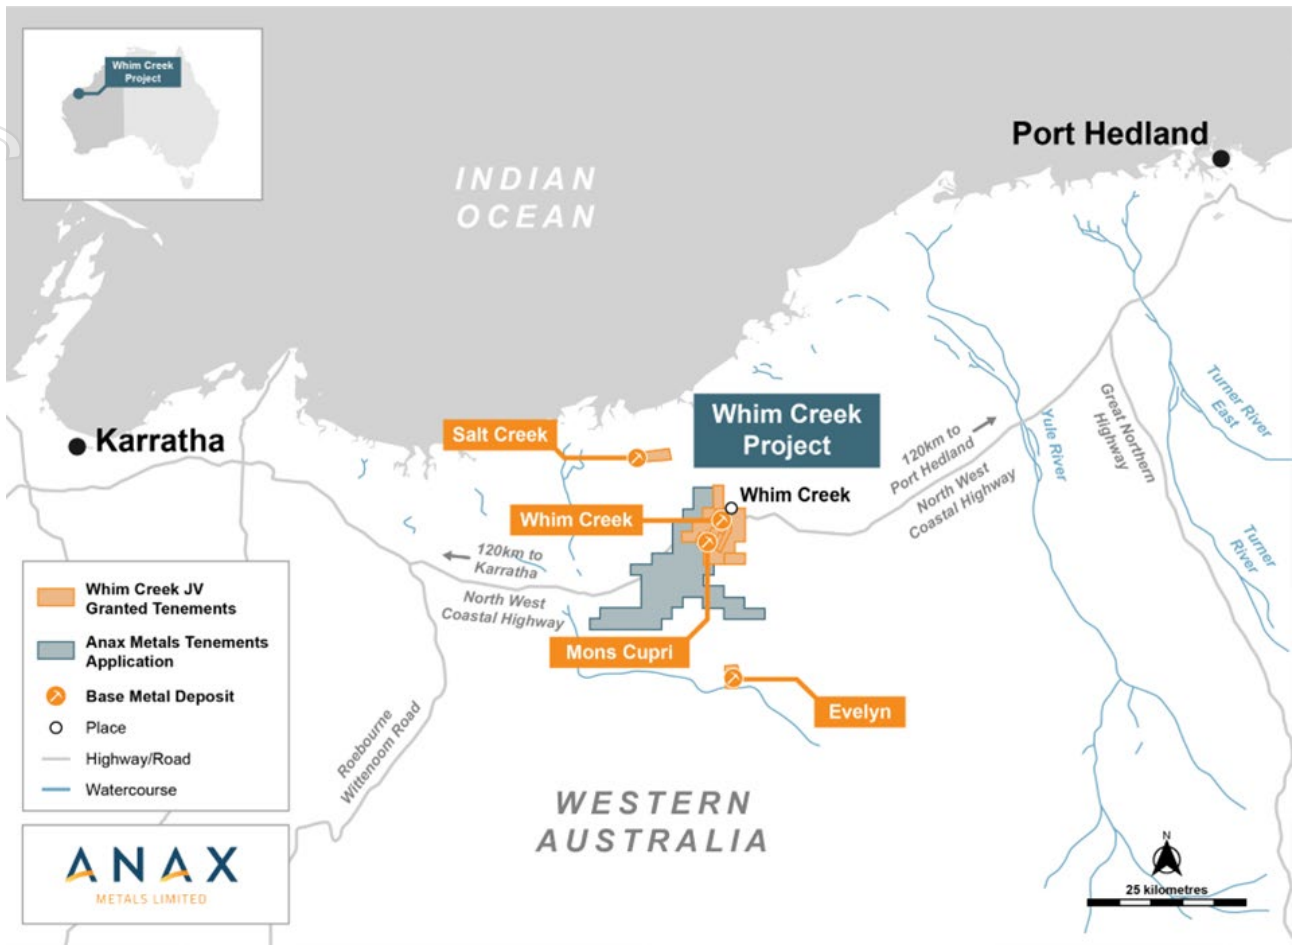 Whim Creek
Project
Port Hedland
INDIAN
OCEAN
Karratha
Salt Creek
Whim Creek
Project
Whim Creek
Whim Creek
120km to
Port Hedland
North West
Coastal Highway
Yule River
Great Northern
Highway
Turner River
East
Turner
River
120km to
Karratha
North West
Coastal Highway
Mons Cupri
Evelyn
Roebourne
Wittenoom Road
WESTERN
AUSTRALIA
Whim Creek JV
Granted Tenements
Anax Metals Tenements
Application
Base Metal Deposit
Place
Highway/Road
Watercourse
ANAX
METALS LIMITED
N
25 kilometres